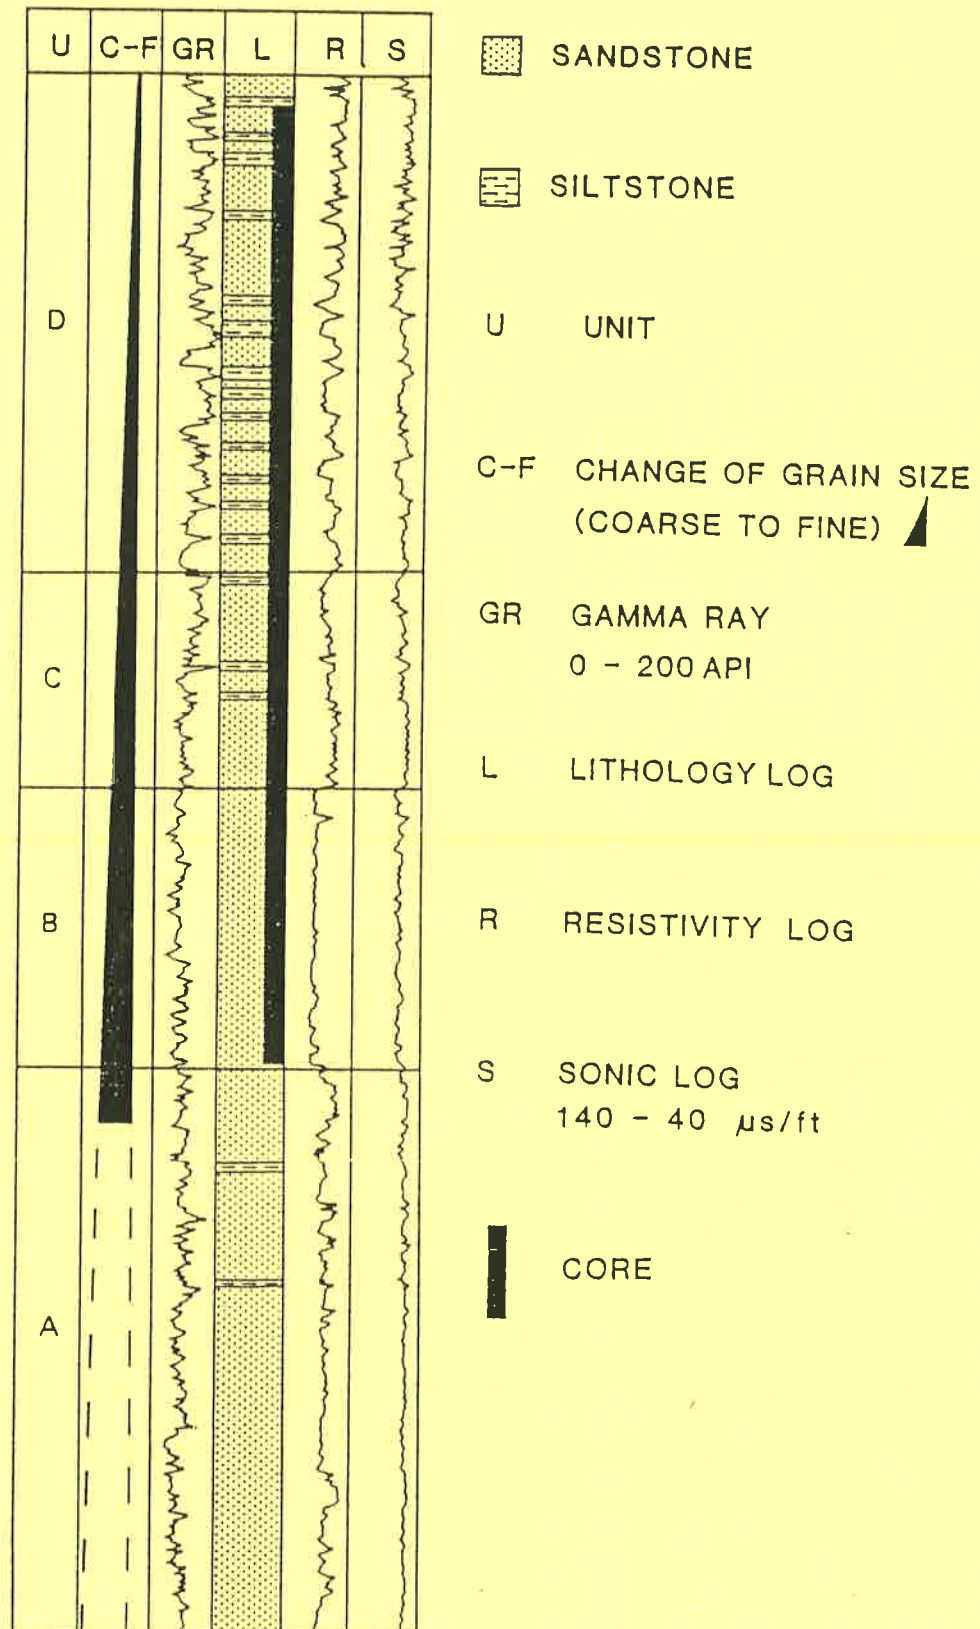 U C-F GR L R S
D
C
B
A
SANDSTONE
SILTSTONE
U UNIT
C-F CHANGE OF GRAIN SIZE
(COARSE TO FINE)
GR GAMMA RAY
0 - 200 API
L LITHOLOGY LOG
R RESISTIVITY LOG
S SONIC LOG
140 - 40 µs/ft
CORE